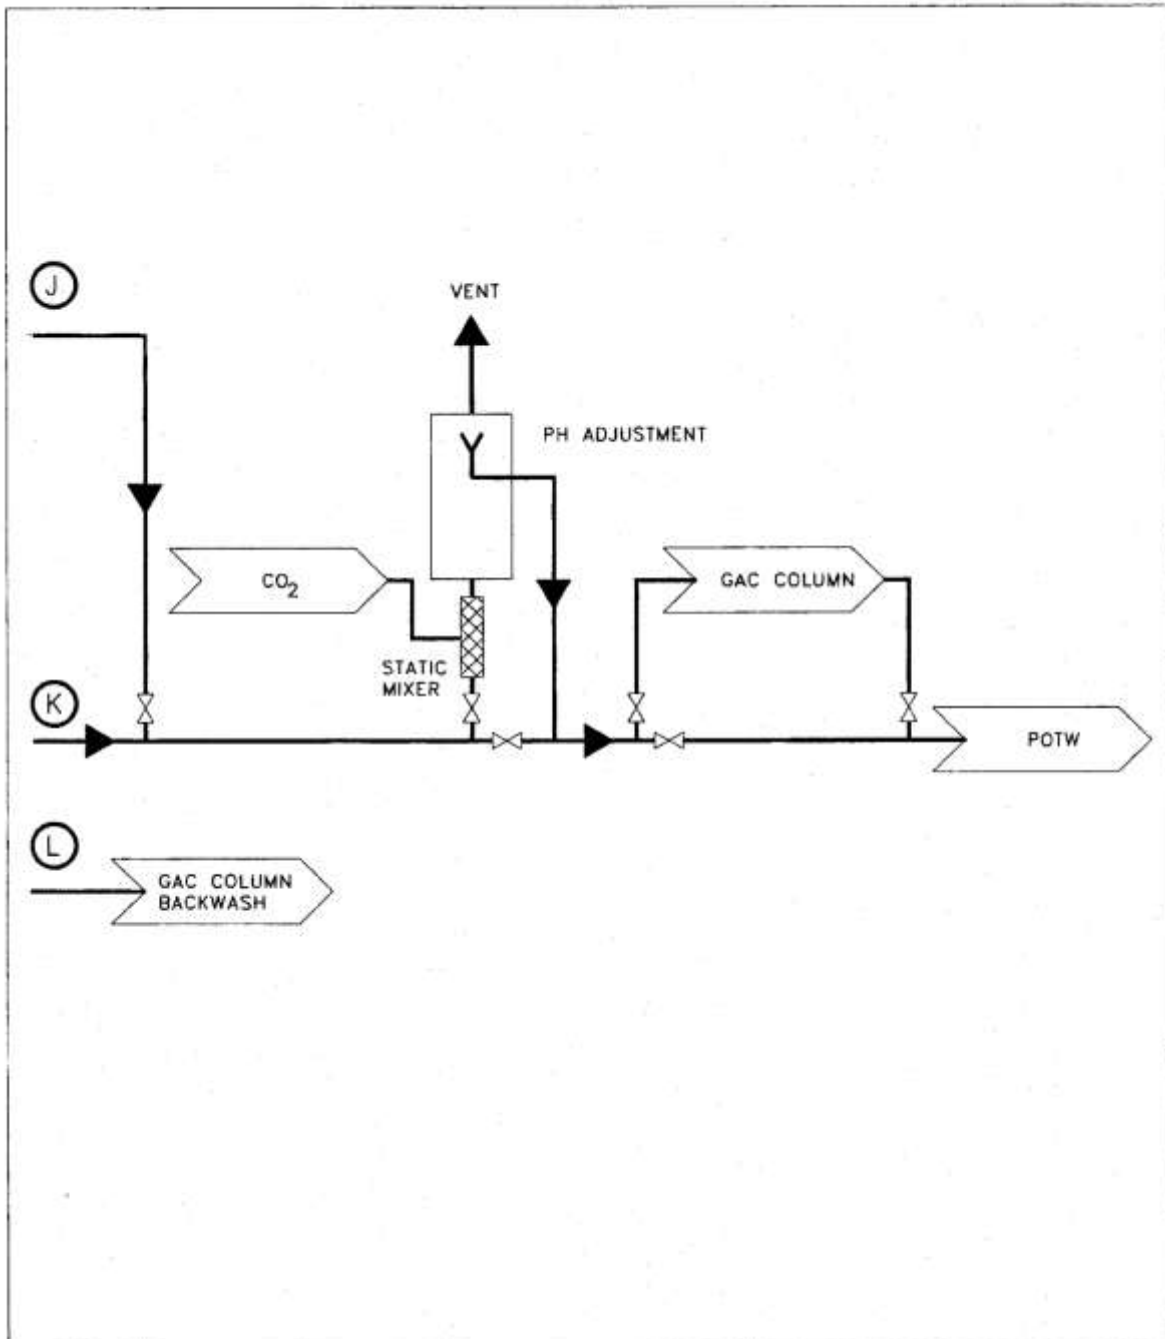 J
VENT
PH ADJUSTMENT
CO2
GAC COLUMN
STATIC
MIXER
K
POTW
L
GAC COLUMN
BACKWASH